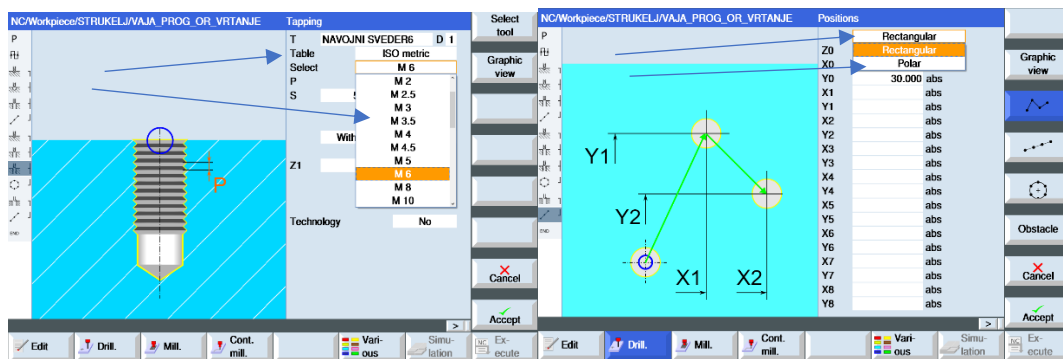 NC/Workpiece/STRUKELJ/VAJA_PROG_OR_VRTANJE
Tapping
Select tool
T NAVOJNI SVEDER6 D 1
Table ISO metric
Select M 6
P M 2
S
M 2.5
M 3
M 3.5
M 4
M 4.5
M 5
M 6
M 8
M 10
With
Z1
Technology No
Graphic view
Cancel
Accept
END
P
>
Edit
Drill.
Mill.
Cont. mill.
Vari- ous
Simu- lation
NC Ex- ecute
NC/Workpiece/STRUKELJ/VAJA_PROG_OR_VRTANJE
Positions
Rectangular
Z0 Rectangular
X0 Polar
Y0 30.000 abs
X1 abs
Y1 abs
X2 abs
Y2 abs
X3 abs
Y3 abs
X4 abs
Y4 abs
X5 abs
Y5 abs
X6 abs
Y6 abs
X7 abs
Y7 abs
X8 abs
Y8 abs
Graphic view
Obstacle
Cancel
Accept
P
END
Y1
Y2
X1
X2
>
Edit
Drill.
Mill.
Cont. mill.
Vari- ous
Simu- lation
NC Ex- ecute